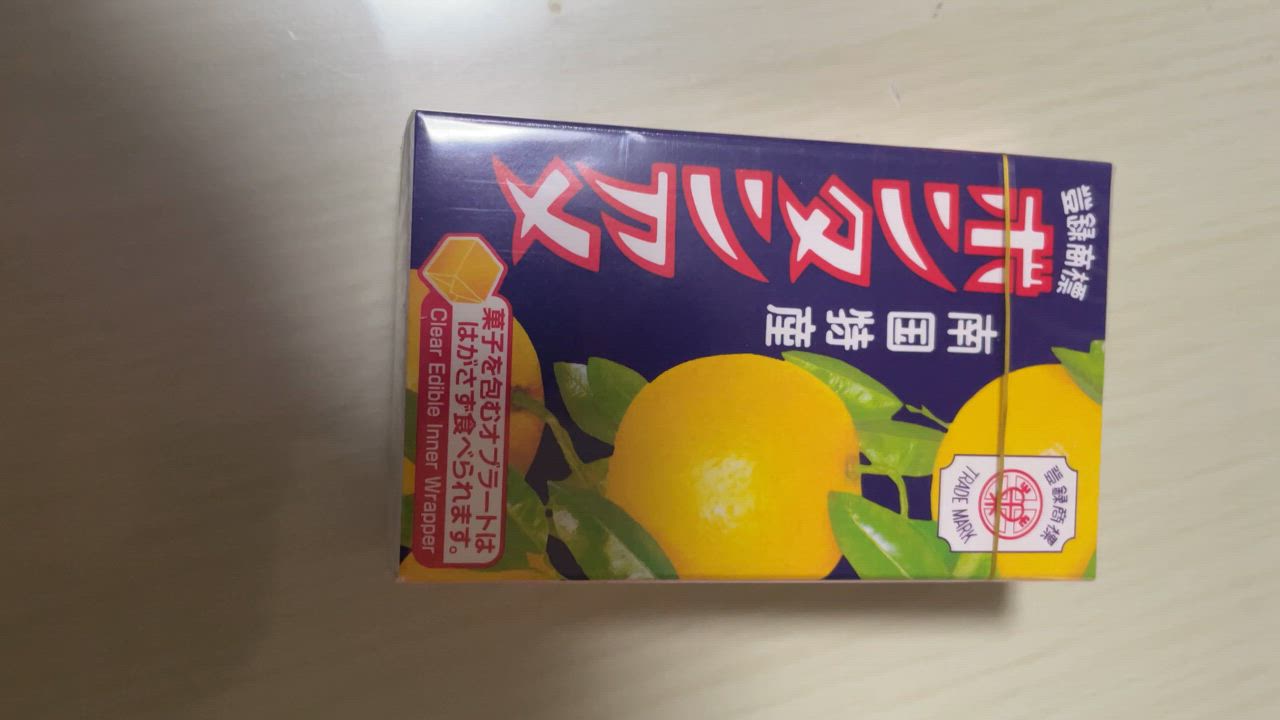 登録商標
ボンタンアメ
南国特産
登録商標
TRADE MARK
菓子を包むオブラートは
はがさず食べられます。
Clear Edible Inner Wrapper